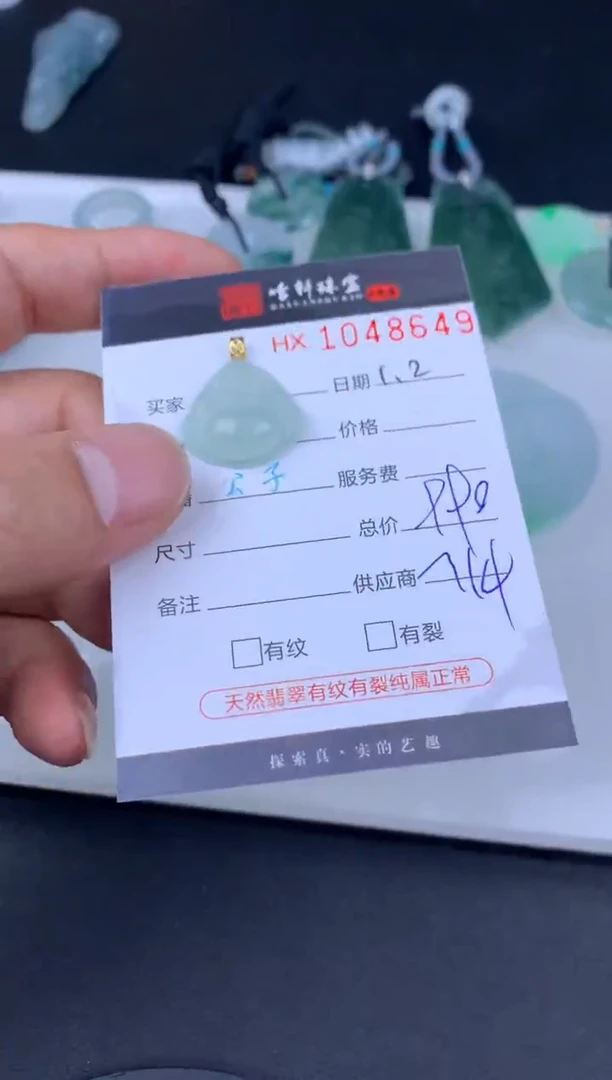 HX 1048649
买家
日期 1.2
价格
公子
服务费
尺寸
总价
备注
供应商
有纹
有裂
天然翡翠有纹有裂纯属正常
探索真·实的艺趣